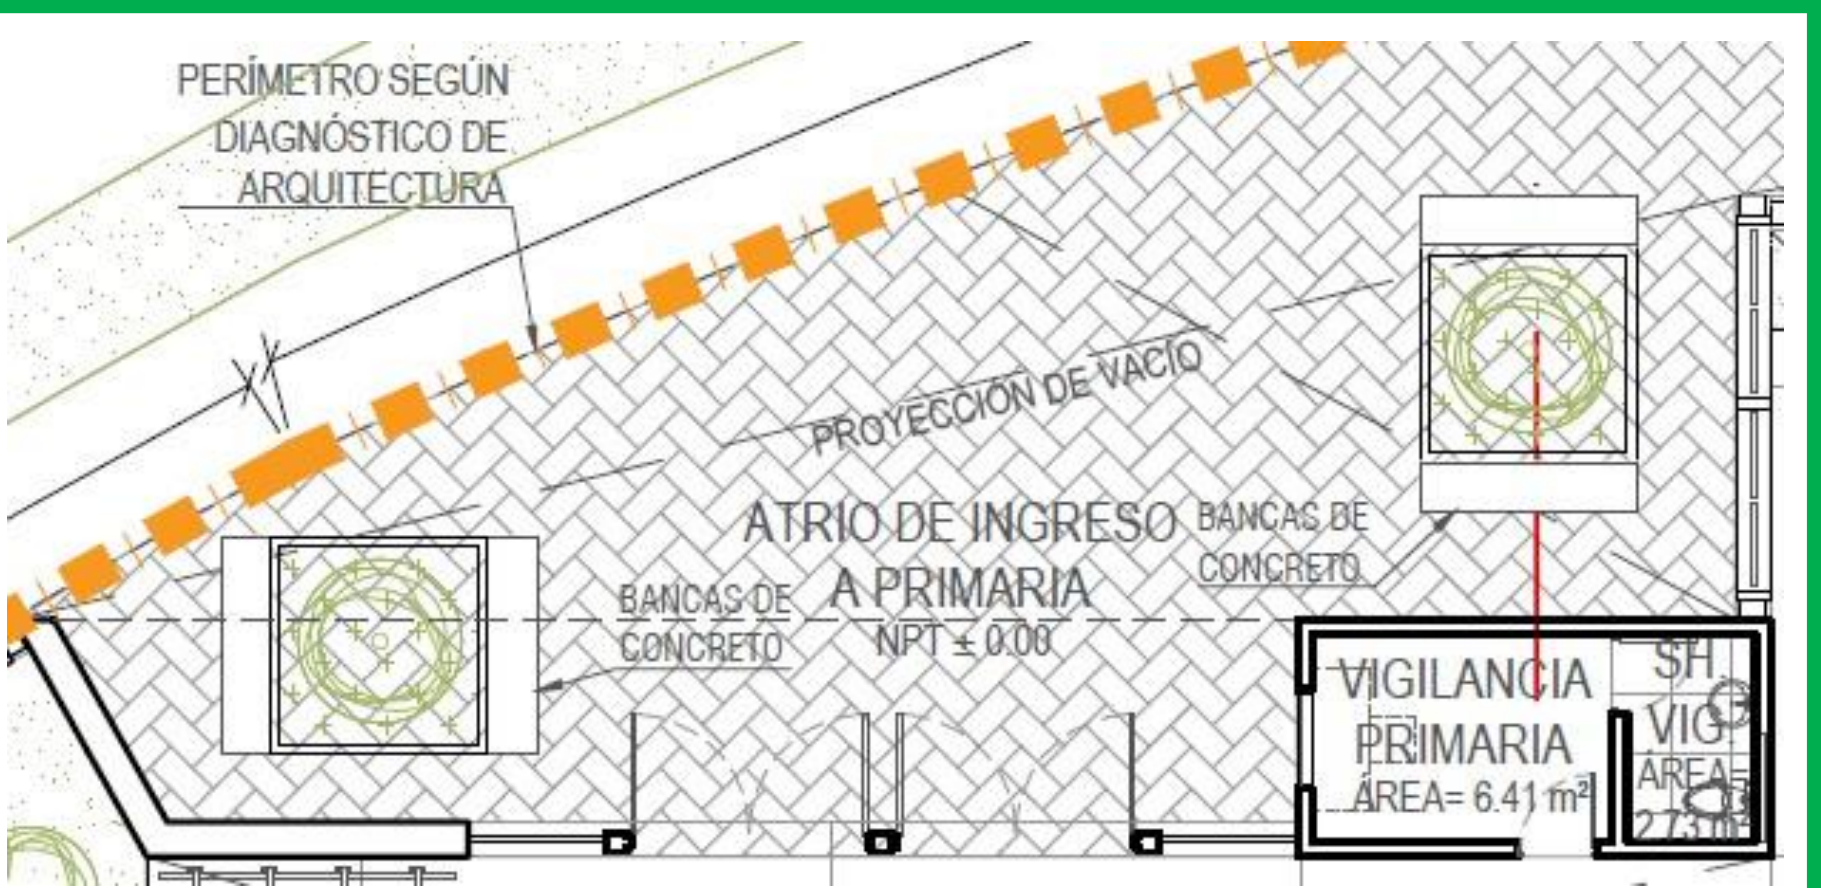 PERÍMETRO SEGÚN
DIAGNÓSTICO DE
ARQUITECTURA
PROYECCIÓN DE VACÍO
ATRIO DE INGRESO
A PRIMARIA
NPT ± 0.00
BANCAS DE
CONCRETO
BANCAS DE
CONCRETO
VIGILANCIA
PRIMARIA
ÁREA= 6.41 m²
SH.
VIG.
ÁREA=
2.73 m²